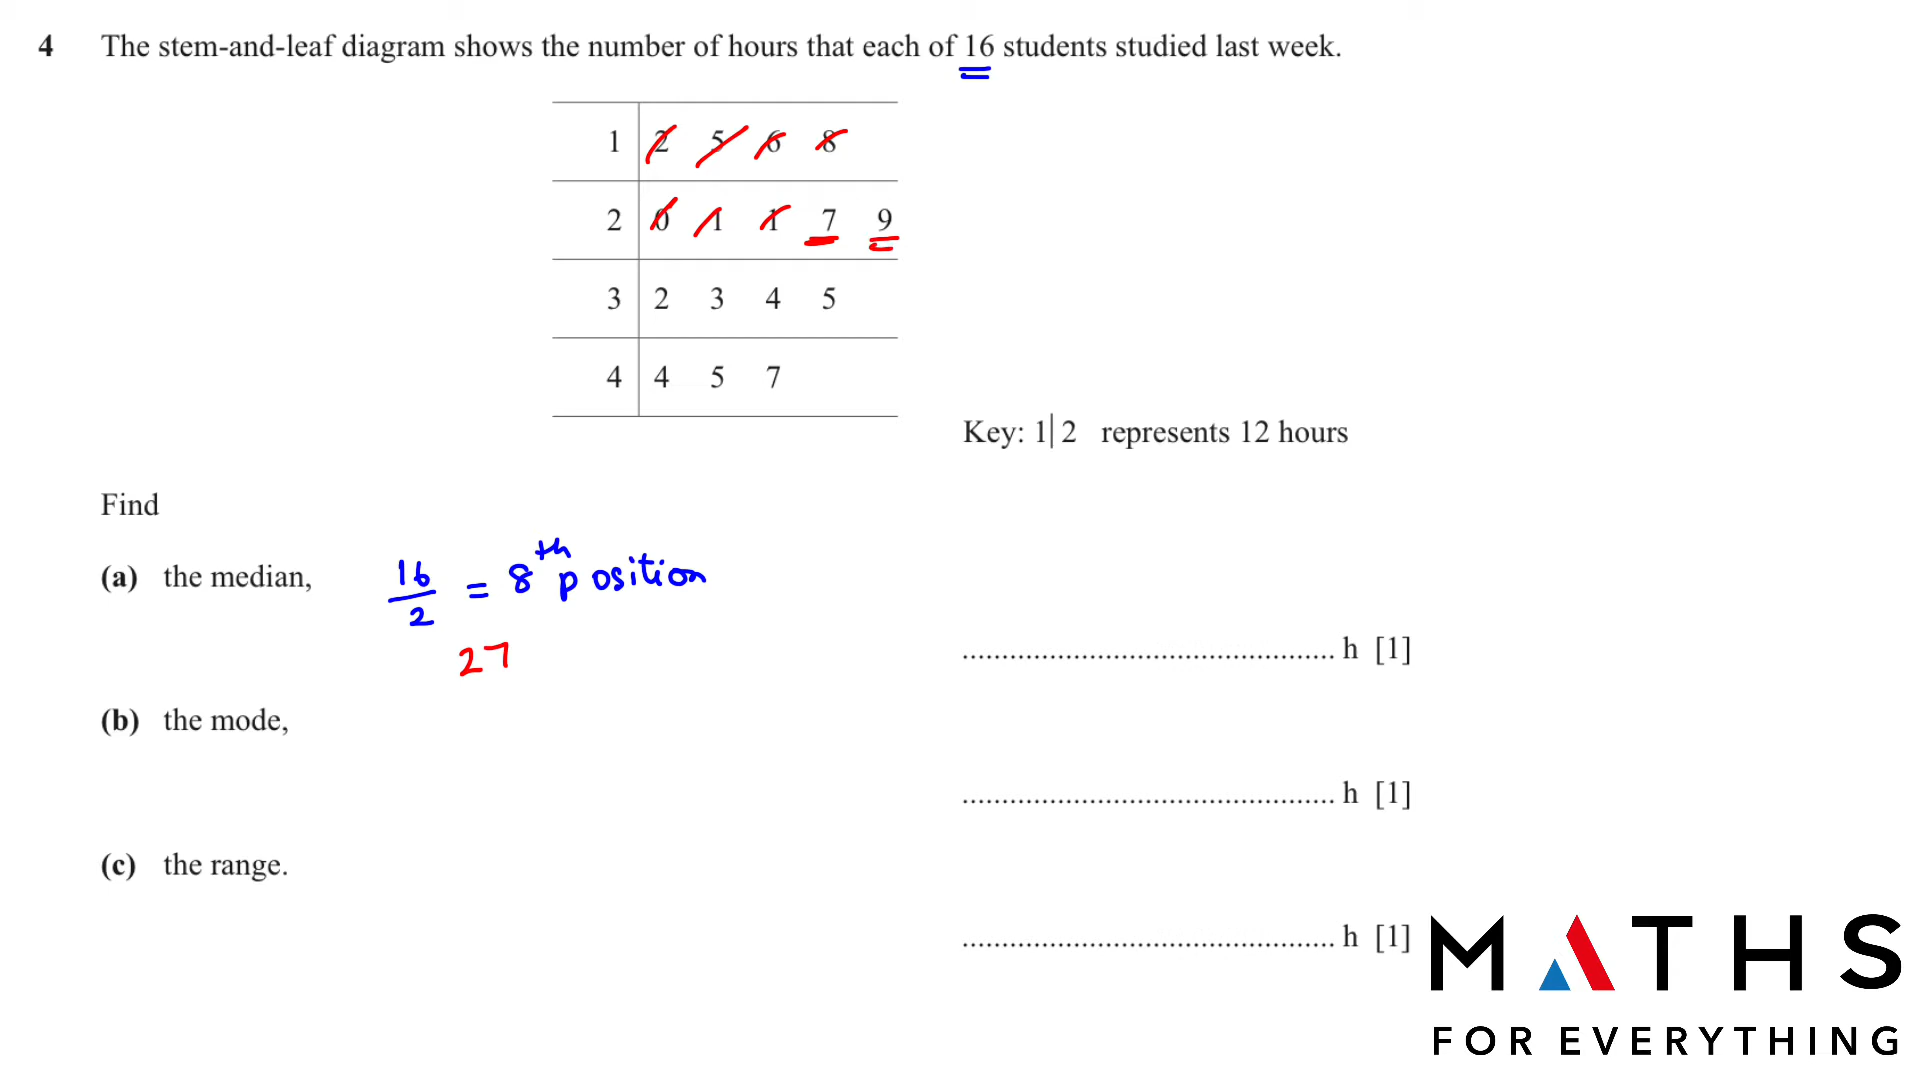 4 The stem-and-leaf diagram shows the number of hours that each of 16 students studied last week.
1 2 5 6 8
2 0 1 1 7 9
3 2 3 4 5
4 4 5 7
Key: 1|2 represents 12 hours
Find
(a) the median, 16/2 = 8th position
27
........................................... h [1]
(b) the mode,
........................................... h [1]
(c) the range.
........................................... h [1]
MATHS
FOR EVERYTHING